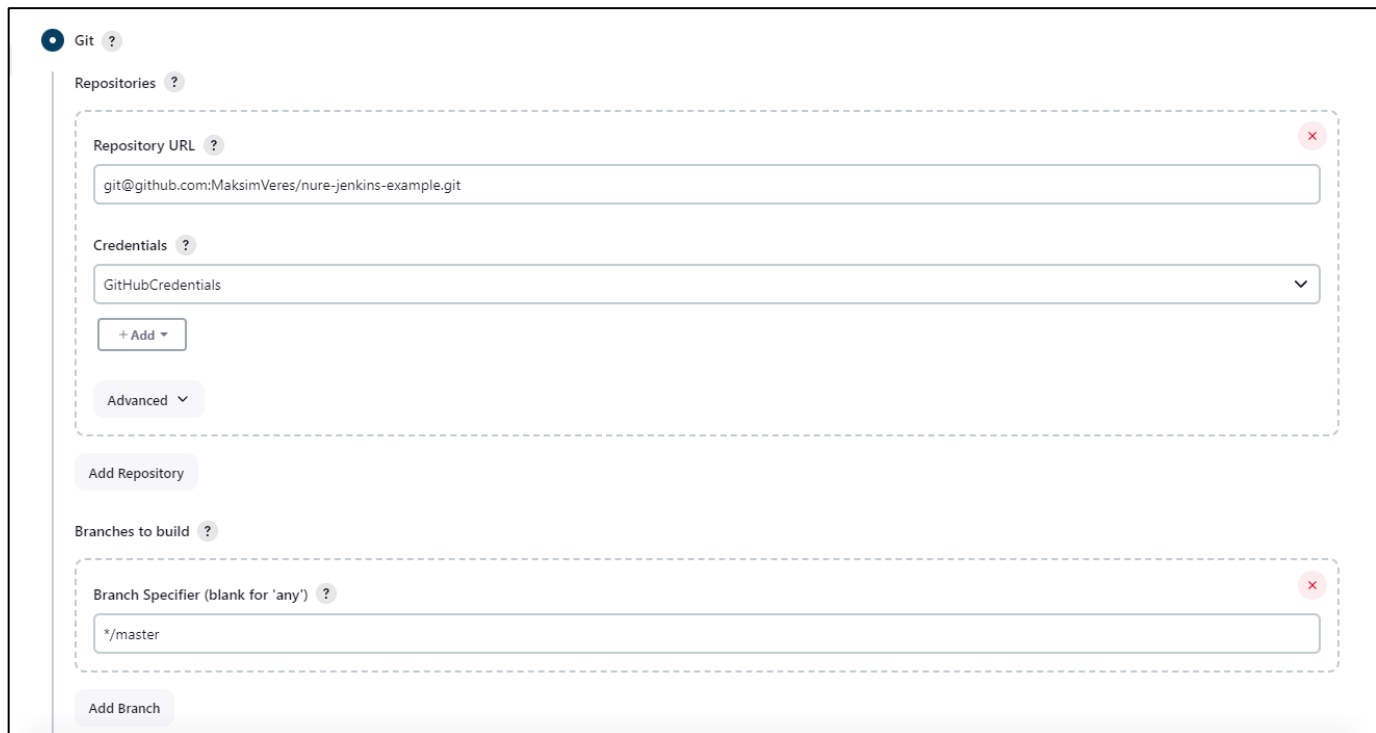 Git ?
Repositories ?
Repository URL ?
git@github.com:MaksimVeres/nure-jenkins-example.git
Credentials ?
GitHubCredentials
+ Add
Advanced
Add Repository
Branches to build ?
Branch Specifier (blank for 'any') ?
*/master
Add Branch